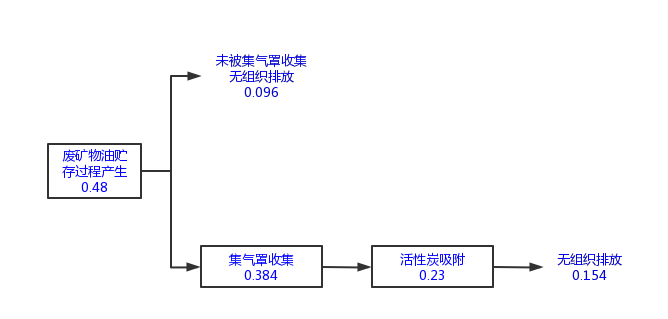 未被集气罩收集
无组织排放
0.096
废矿物油贮
存过程产生
0.48
集气罩收集
0.384
活性炭吸附
0.23
无组织排放
0.154